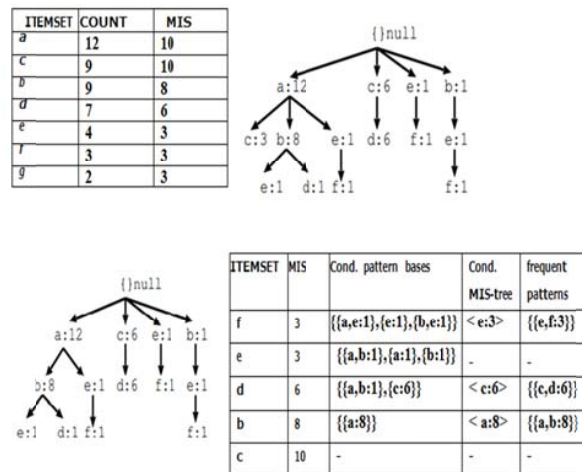 ITEMSET COUNT MIS
a 12 10
c 9 10
b 9 8
d 7 6
e 4 3
f 3 3
g 2 3
{}null
a:12 c:6 e:1 b:1
c:3 b:8 e:1 d:6 f:1 e:1
e:1 d:1 f:1 f:1
{}null
a:12 c:6 e:1 b:1
b:8 e:1 d:6 f:1 e:1
e:1 d:1 f:1 f:1
ITEMSET MIS Cond. pattern bases Cond. frequent
MIS-tree patterns
f 3 {{a,e:1},{e:1},{b,e:1}} <e:3> {{e,f:3}}
e 3 {{a,b:1},{a:1},{b:1}} - -
d 6 {{a,b:1},{c:6}} <c:6> {{c,d:6}}
b 8 {{a:8}} <a:8> {{a,b:8}}
c 10 - - -